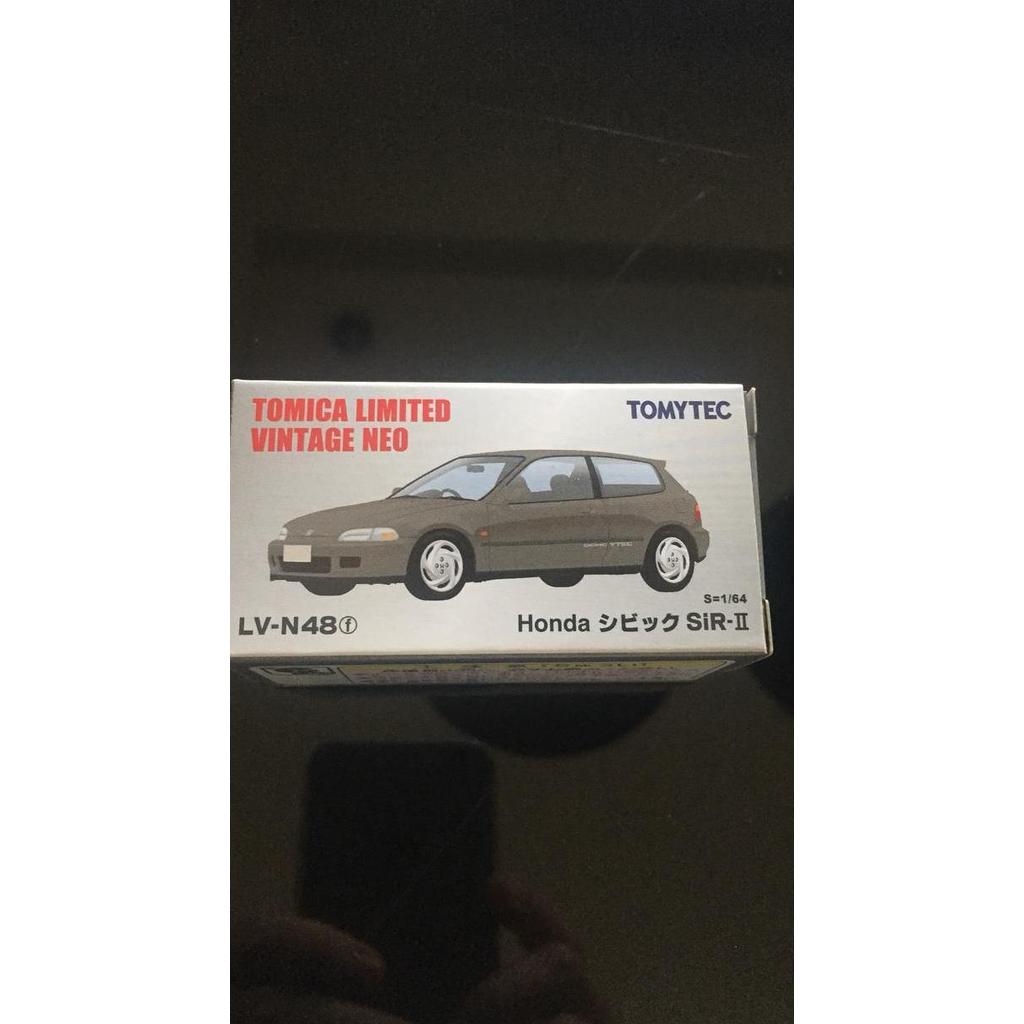 TOMICA LIMITED
VINTAGE NEO
TOMYTEC
S=1/64
LV-N48ⓕ
Honda シビック SiR-Ⅱ